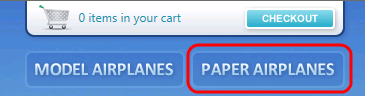 0 items in your cart CHECKOUT
MODEL AIRPLANES PAPER AIRPLANES